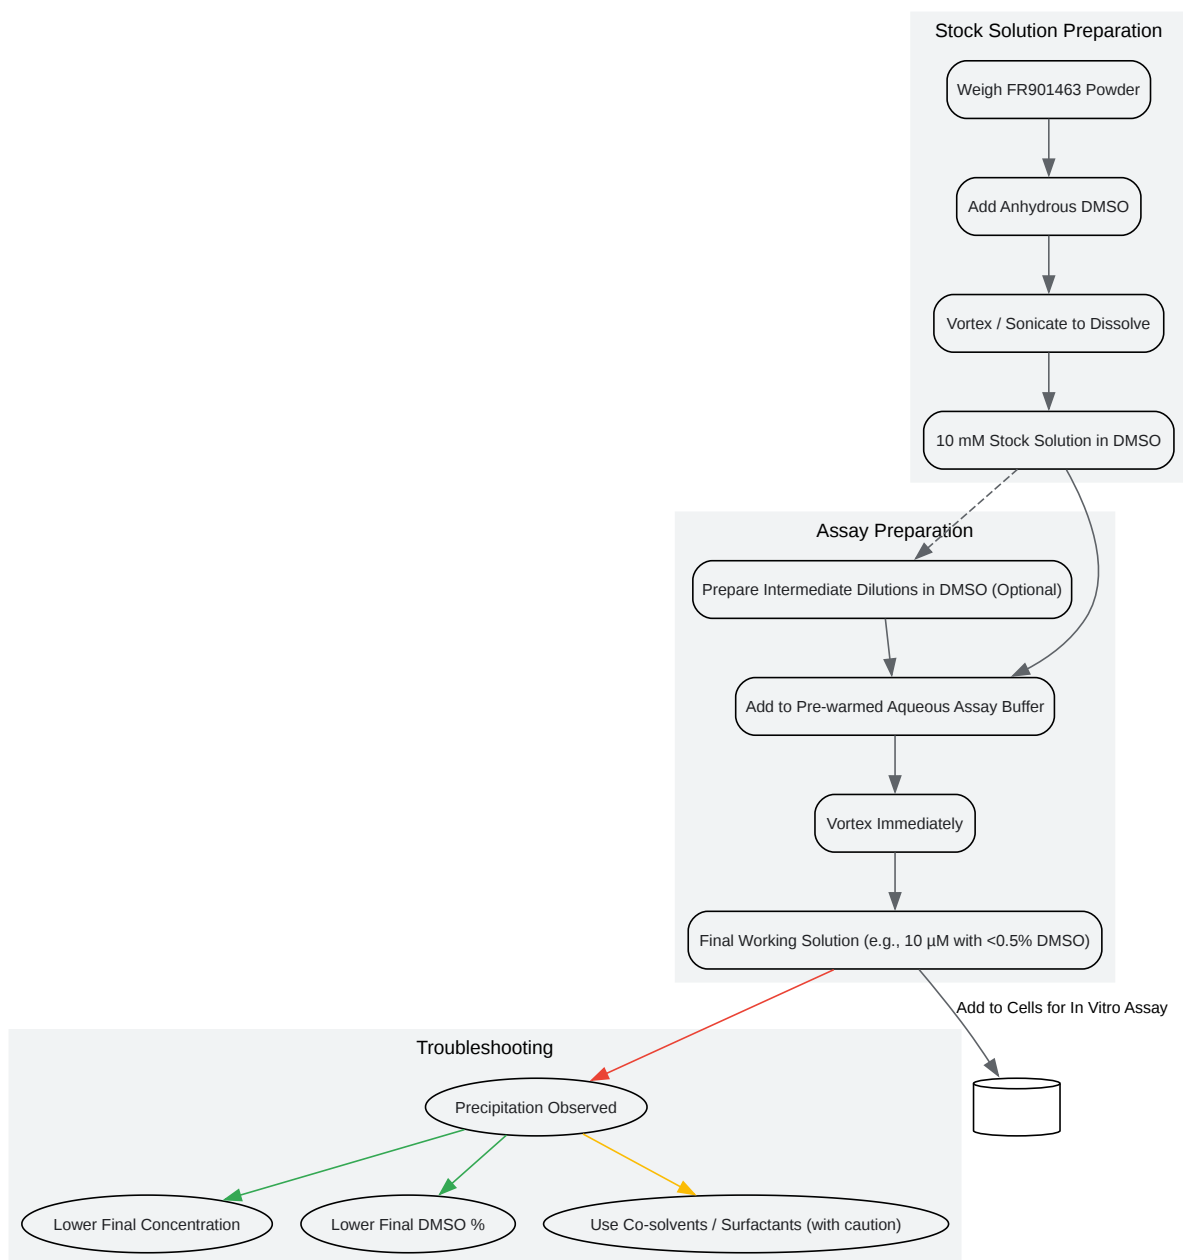 Stock Solution Preparation
Weigh FR901463 Powder
Add Anhydrous DMSO
Vortex / Sonicate to Dissolve
10 mM Stock Solution in DMSO
Assay Preparation
Prepare Intermediate Dilutions in DMSO (Optional)
Add to Pre-warmed Aqueous Assay Buffer
Vortex Immediately
Final Working Solution (e.g., 10 µM with <0.5% DMSO)
Add to Cells for In Vitro Assay
Troubleshooting
Precipitation Observed
Lower Final Concentration
Lower Final DMSO %
Use Co-solvents / Surfactants (with caution)